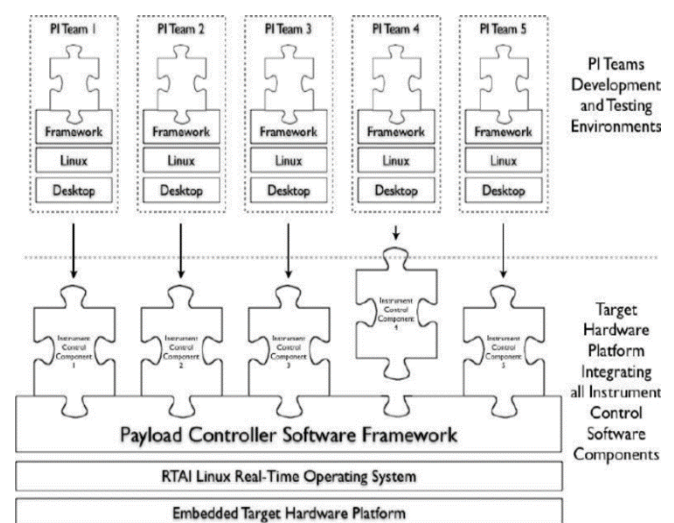 PI Team 1
PI Team 2
PI Team 3
PI Team 4
PI Team 5
Framework
Framework
Framework
Framework
Framework
Linux
Linux
Linux
Linux
Linux
Desktop
Desktop
Desktop
Desktop
Desktop
PI Teams
Development
and Testing
Environments
Instrument
Control
Component
1
Instrument
Control
Component
2
Instrument
Control
Component
3
Instrument
Control
Component
4
Instrument
Control
Component
5
Target
Hardware
Platform
Integrating
all Instrument
Control
Software
Components
Payload Controller Software Framework
RTAI Linux Real-Time Operating System
Embedded Target Hardware Platform